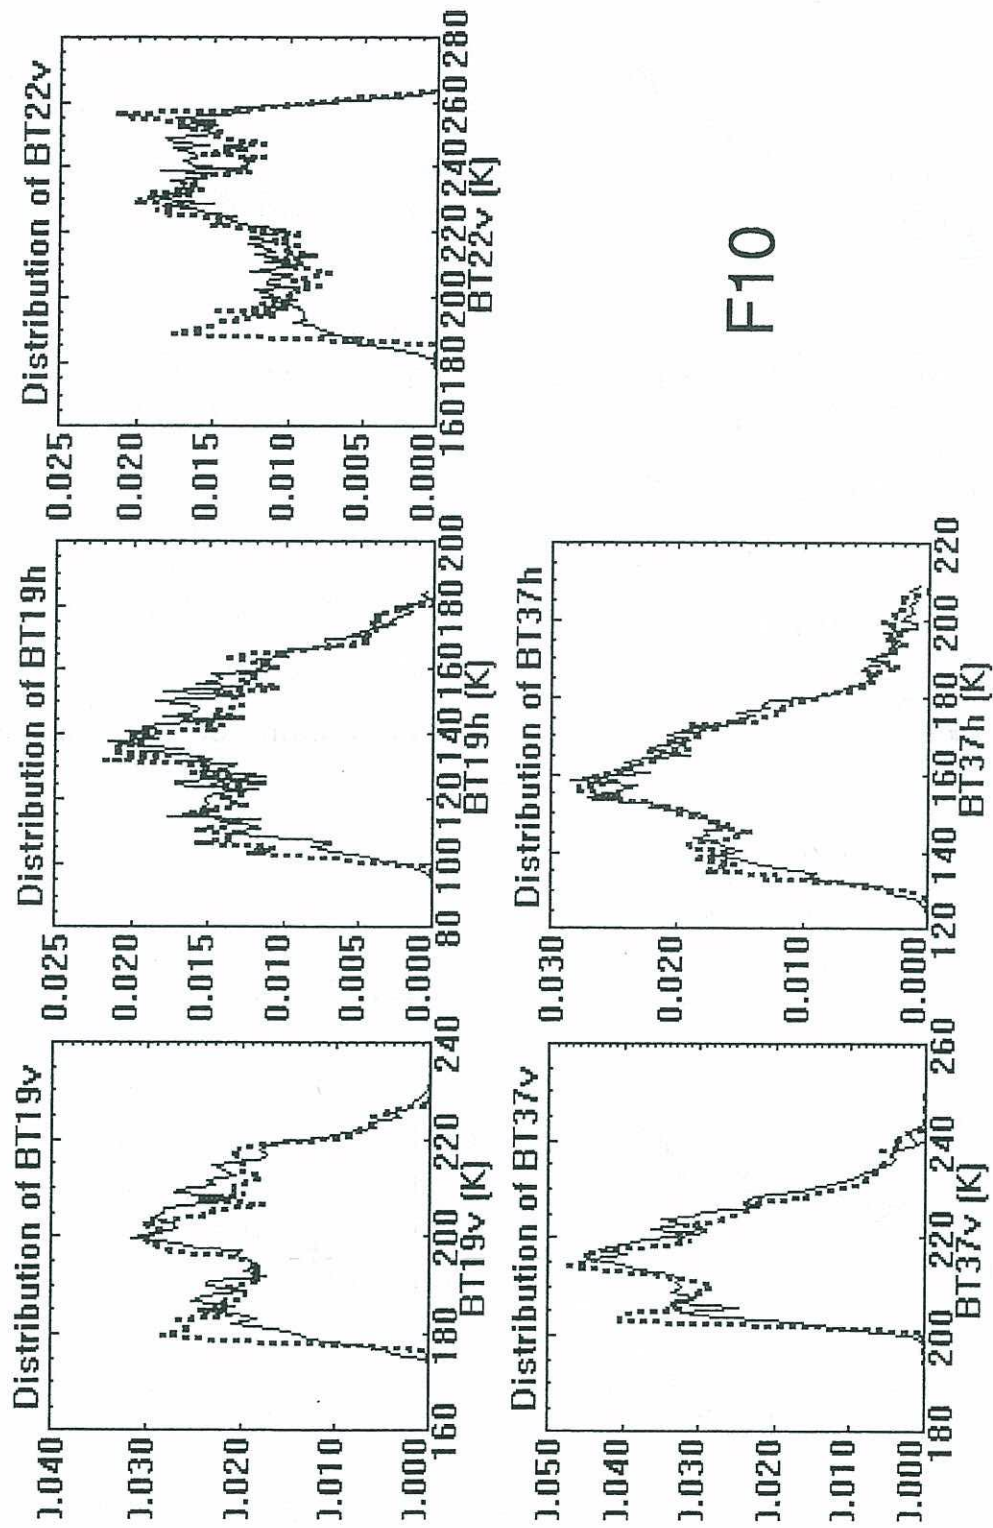 Distribution of BT19v
0.040
0.030
0.020
0.010
0.000
160 180 200 220 240
BT19v [K]
Distribution of BT19h
0.025
0.020
0.015
0.010
0.005
0.000
80 100 120 140 160 180 200
BT19h [K]
Distribution of BT22v
0.025
0.020
0.015
0.010
0.005
0.000
160 180 200 220 240 260 280
BT22v [K]
Distribution of BT37v
0.050
0.040
0.030
0.020
0.010
0.000
180 200 220 240 260
BT37v [K]
Distribution of BT37h
0.030
0.020
0.010
0.000
120 140 160 180 200 220
BT37h [K]
F10